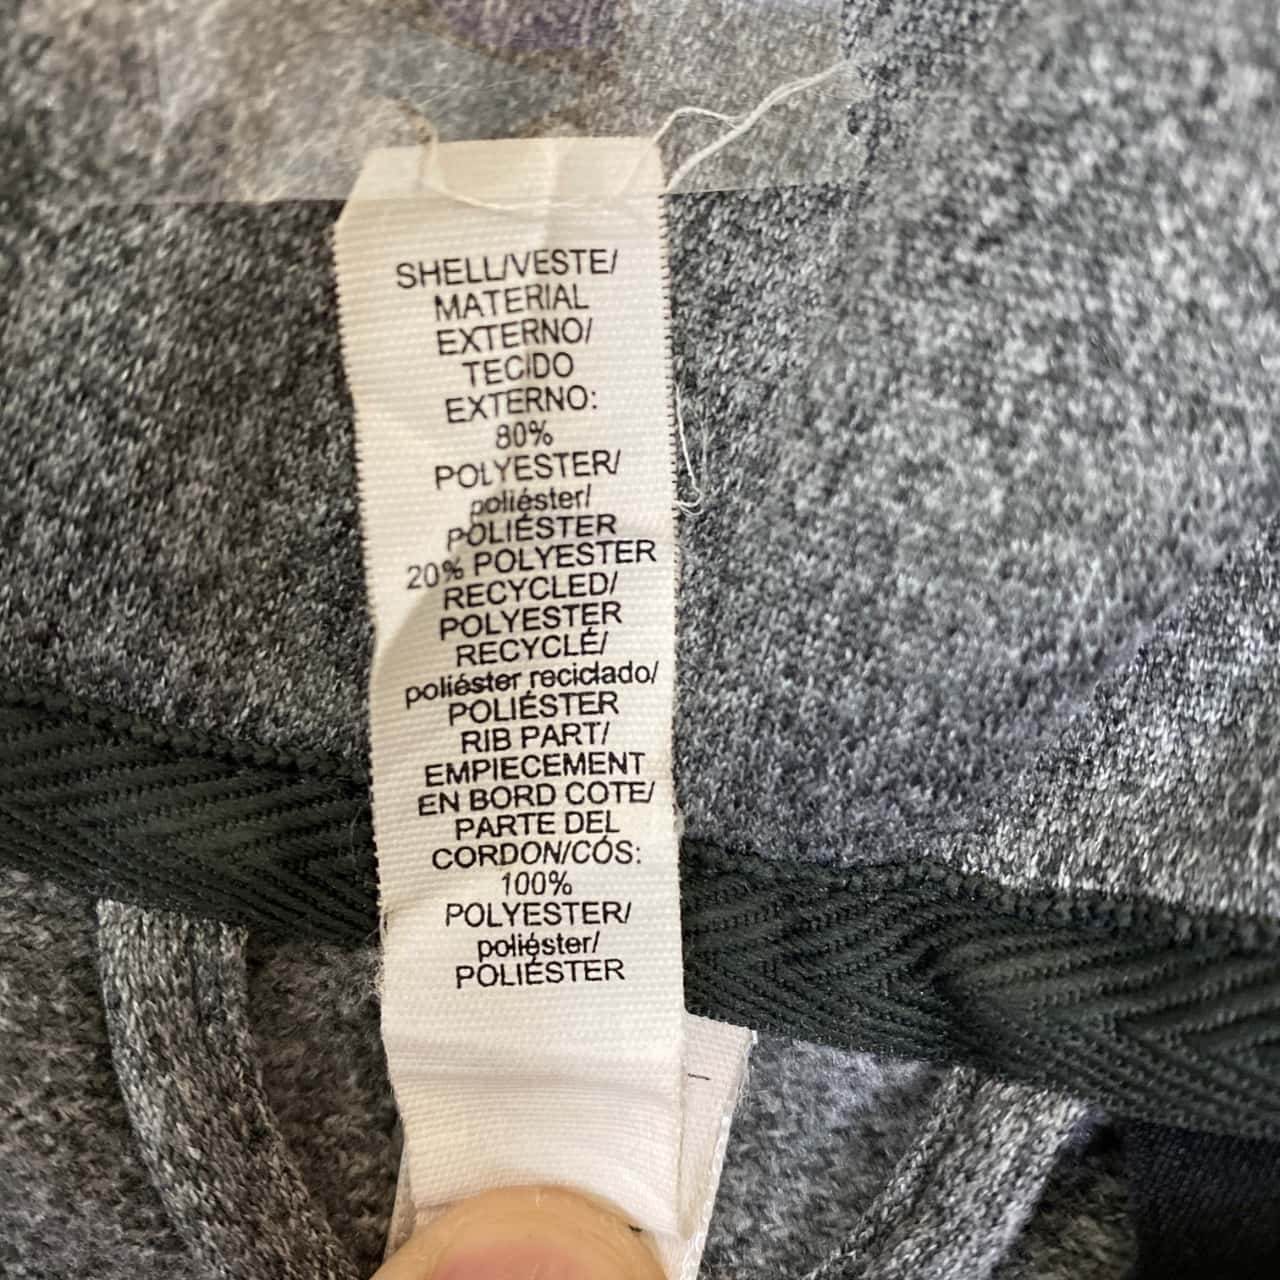 SHELL/VESTE/
MATERIAL
EXTERNO/
TECIDO
EXTERNO:
80%
POLYESTER/
poliéster/
POLIÉSTER
20% POLYESTER
RECYCLED/
POLYESTER
RECYCLÉ/
poliéster reciclado/
POLIÉSTER
RIB PART/
EMPIECEMENT
EN BORD COTE/
PARTE DEL
CORDON/CÓS:
100%
POLYESTER/
poliéster/
POLIÉSTER